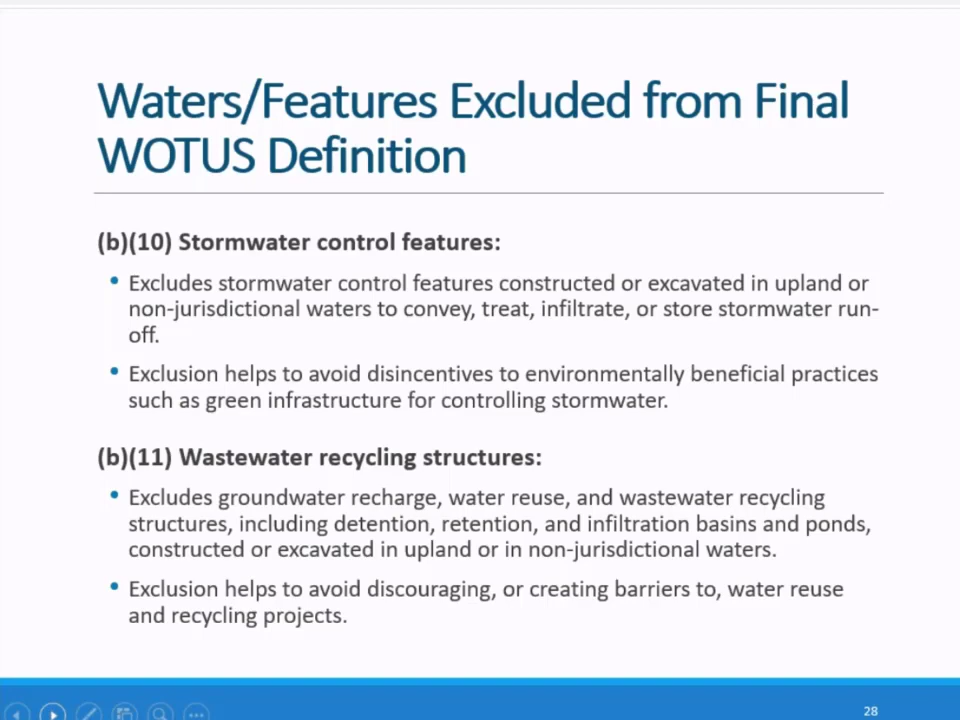 Waters/Features Excluded from Final
WOTUS Definition
(b)(10) Stormwater control features:
• Excludes stormwater control features constructed or excavated in upland or
non-jurisdictional waters to convey, treat, infiltrate, or store stormwater run-
off.
• Exclusion helps to avoid disincentives to environmentally beneficial practices
such as green infrastructure for controlling stormwater.
(b)(11) Wastewater recycling structures:
• Excludes groundwater recharge, water reuse, and wastewater recycling
structures, including detention, retention, and infiltration basins and ponds,
constructed or excavated in upland or in non-jurisdictional waters.
• Exclusion helps to avoid discouraging, or creating barriers to, water reuse
and recycling projects.
28